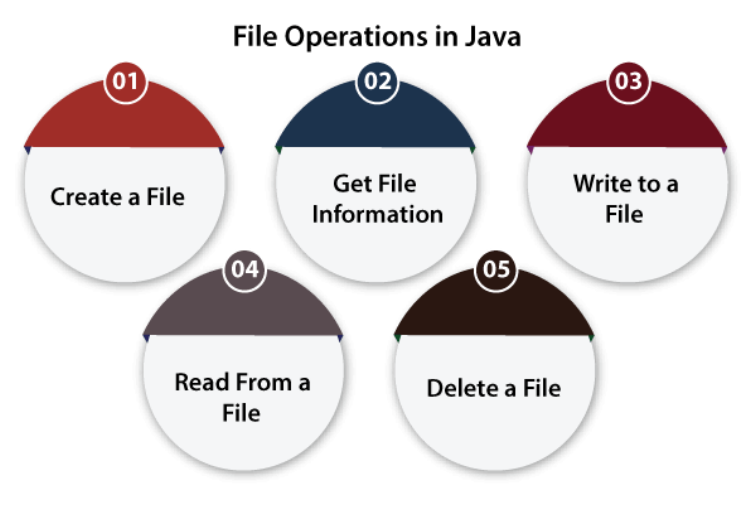 File Operations in Java
01
Create a File
02
Get File
Information
03
Write to a
File
04
Read From a
File
05
Delete a File